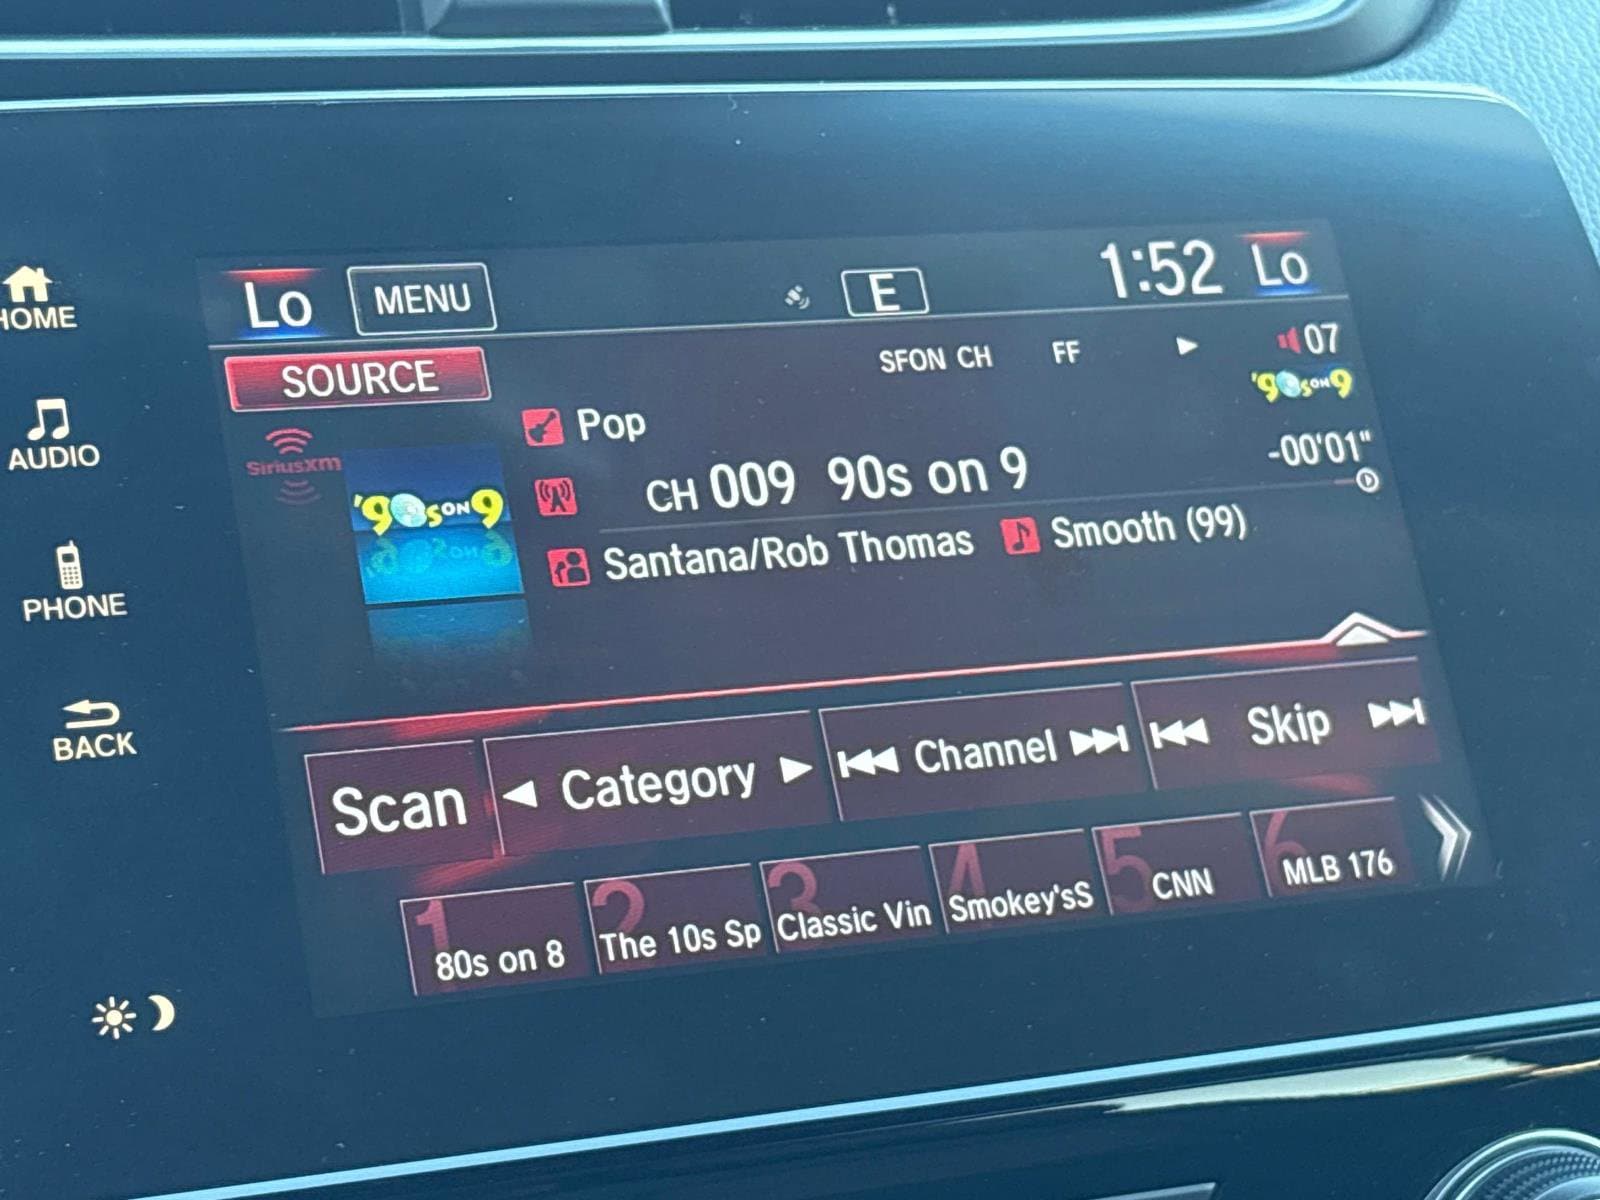 Lo MENU E 1:52 Lo
SOURCE SFON CH FF 07
'90s ON 9
Pop
siriusxm
'90s ON 9
CH 009 90s on 9 -00'01"
Santana/Rob Thomas Smooth (99)
HOME
AUDIO
PHONE
BACK
Scan Category Channel Skip
1 80s on 8
2 The 10s Sp
3 Classic Vin
4 Smokey'sS
5 CNN
6 MLB 176